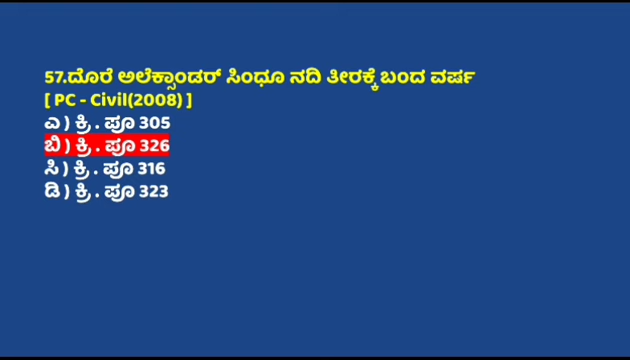 57.ದೊರೆ ಅಲೆಕ್ಸಾಂಡರ್ ಸಿಂಧೂ ನದಿ ತೀರಕ್ಕೆ ಬಂದ ವರ್ಷ
[ PC - Civil(2008) ]
ಎ ) ಕ್ರಿ . ಪೂ 305
ಬಿ ) ಕ್ರಿ . ಪೂ 326
ಸಿ ) ಕ್ರಿ . ಪೂ 316
ಡಿ ) ಕ್ರಿ . ಪೂ 323